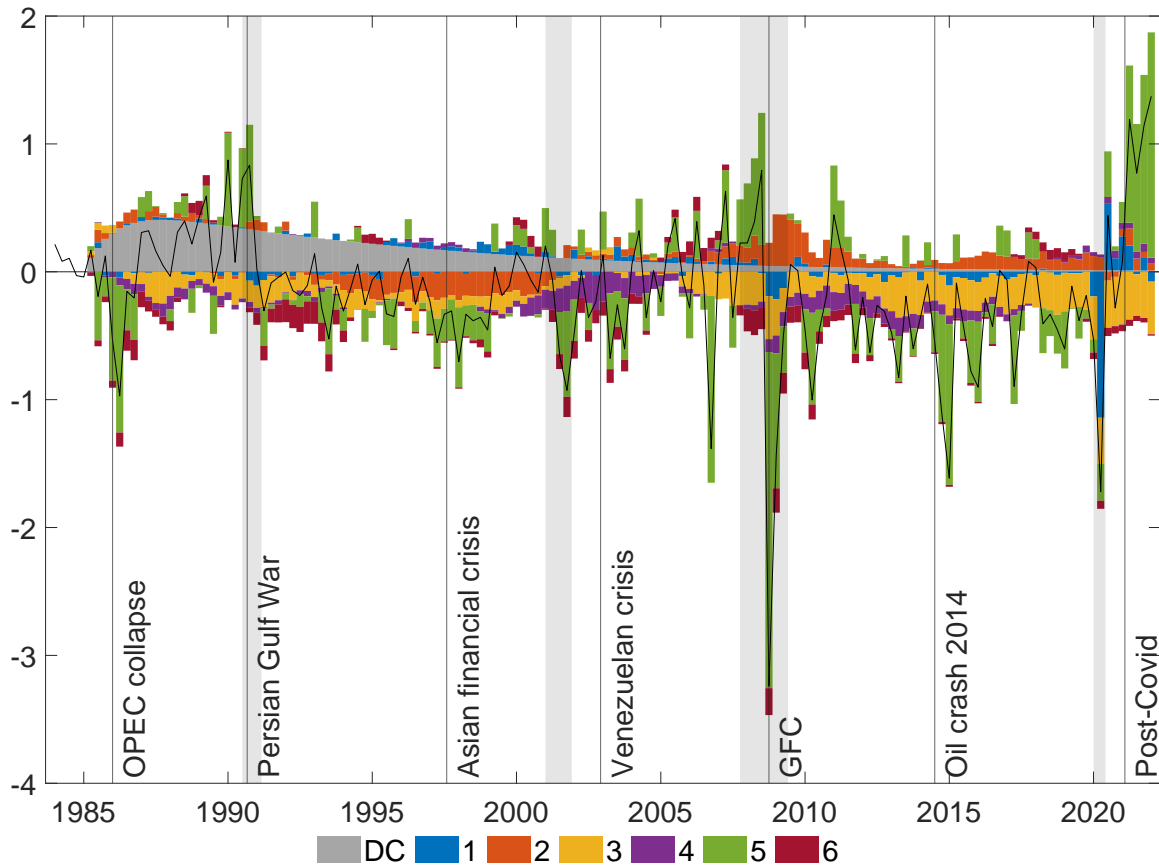 2
1
0
-1
-2
-3
-4
OPEC collapse
Persian Gulf War
Asian financial crisis
Venezuelan crisis
GFC
Oil crash 2014
Post-Covid
1985 1990 1995 2000 2005 2010 2015 2020
DC 1 2 3 4 5 6